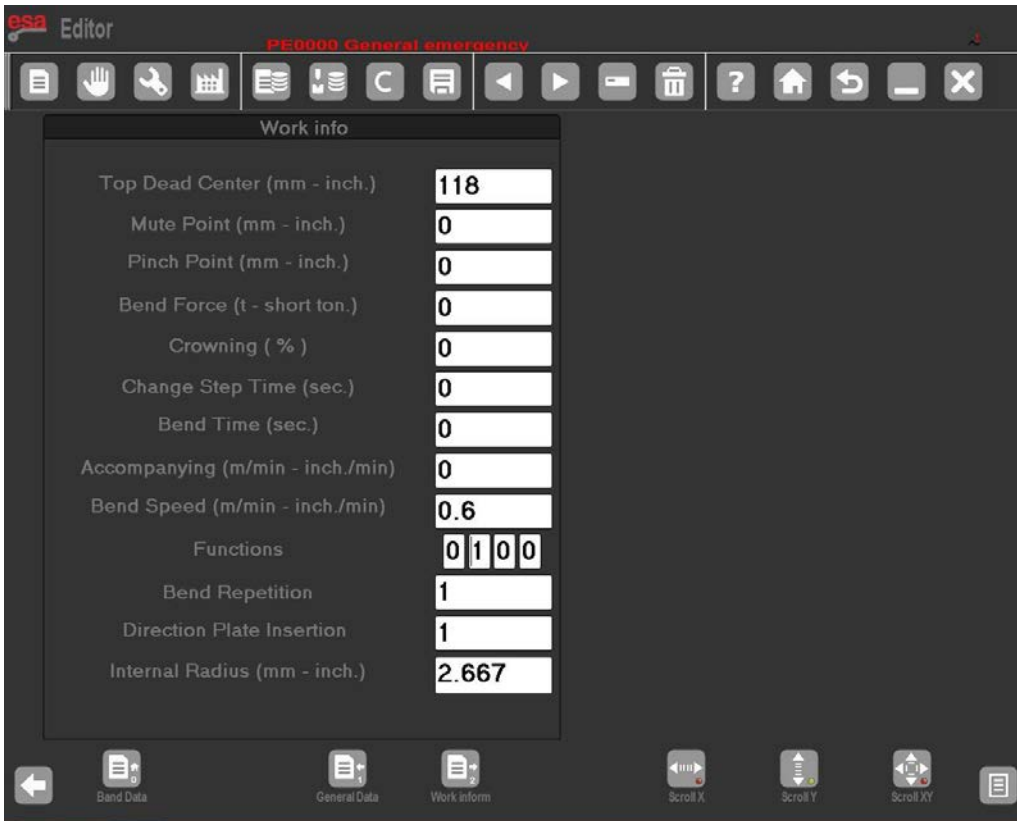 esa Editor
PE0000 General emergency
C ?
Work info
Top Dead Center (mm - inch.) 118
Mute Point (mm - inch.) 0
Pinch Point (mm - inch.) 0
Bend Force (t - short ton.) 0
Crowning ( % ) 0
Change Step Time (sec.) 0
Bend Time (sec.) 0
Accompanying (m/min - inch./min) 0
Bend Speed (m/min - inch./min) 0.6
Functions 0 1 0 0
Bend Repetition 1
Direction Plate Insertion 1
Internal Radius (mm - inch.) 2.667
0 1 2
Band Data General Data Work inform Scroll X Scroll Y Scroll XY